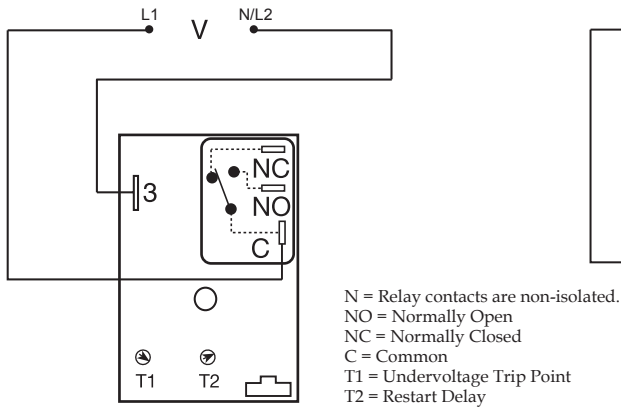 L1 V N/L2
3
NC
NO
C
T1 T2
N = Relay contacts are non-isolated.
NO = Normally Open
NC = Normally Closed
C = Common
T1 = Undervoltage Trip Point
T2 = Restart Delay